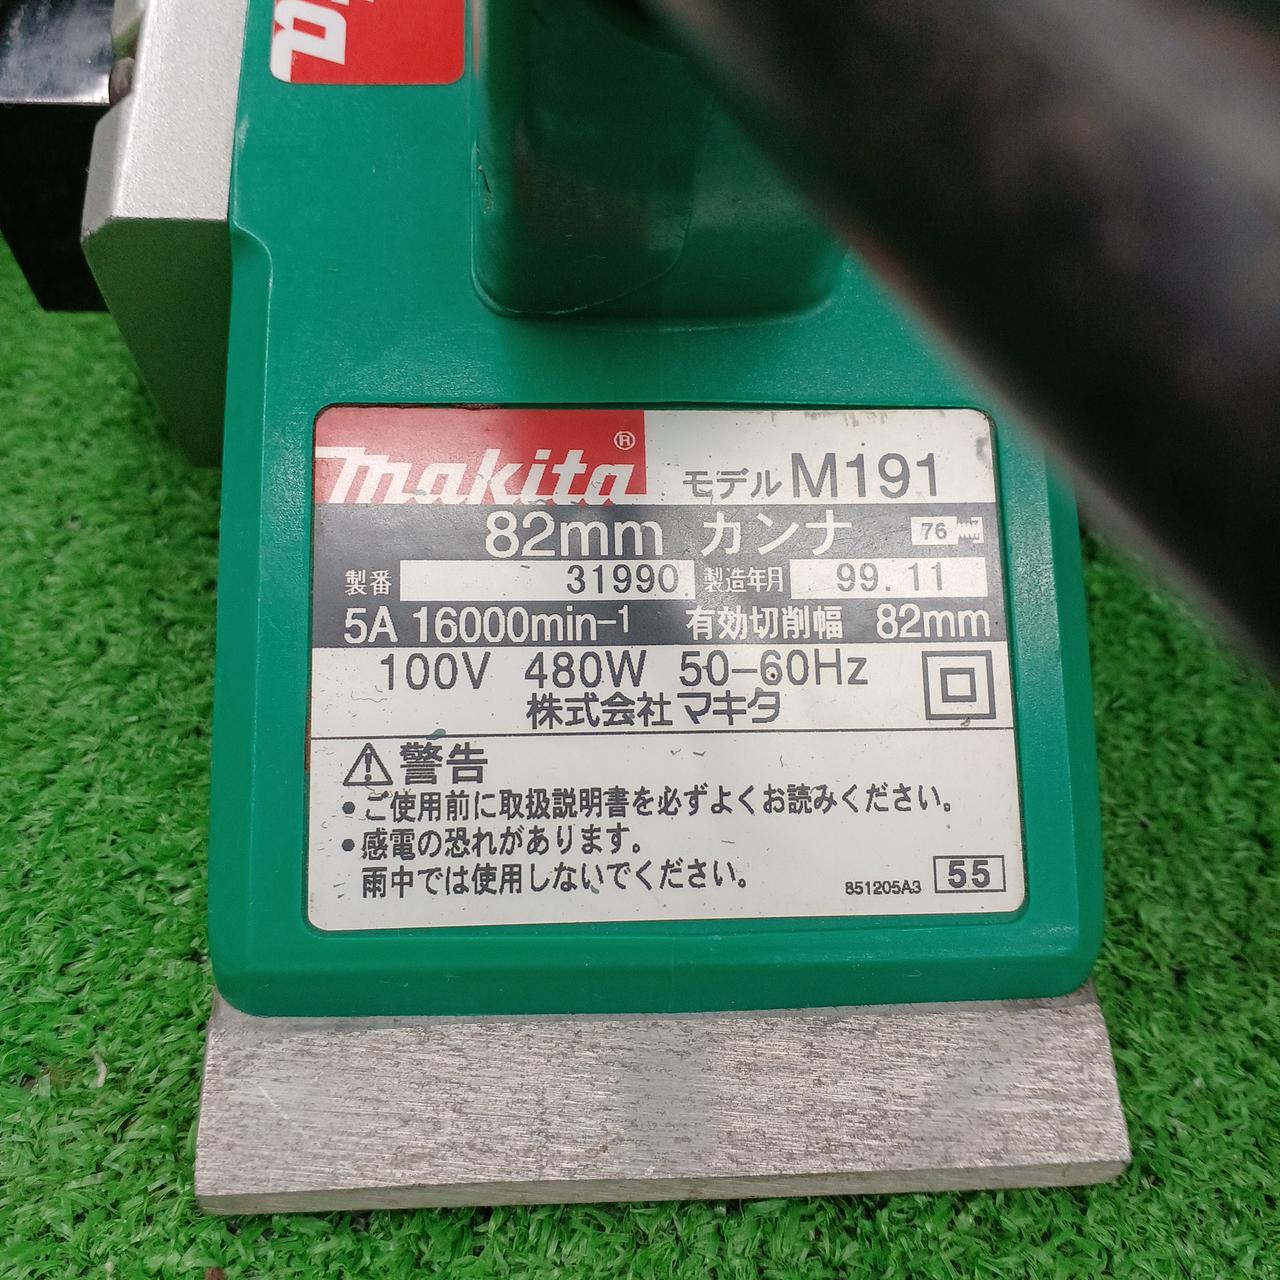 makita® モデル M191
82mm カンナ 76
製番 31990 製造年月 99.11
5A 16000min-1 有効切削幅 82mm
100V 480W 50-60Hz
株式会社マキタ
警告
•ご使用前に取扱説明書を必ずよくお読みください。
•感電の恐れがあります。
雨中では使用しないでください。
851205A3 55